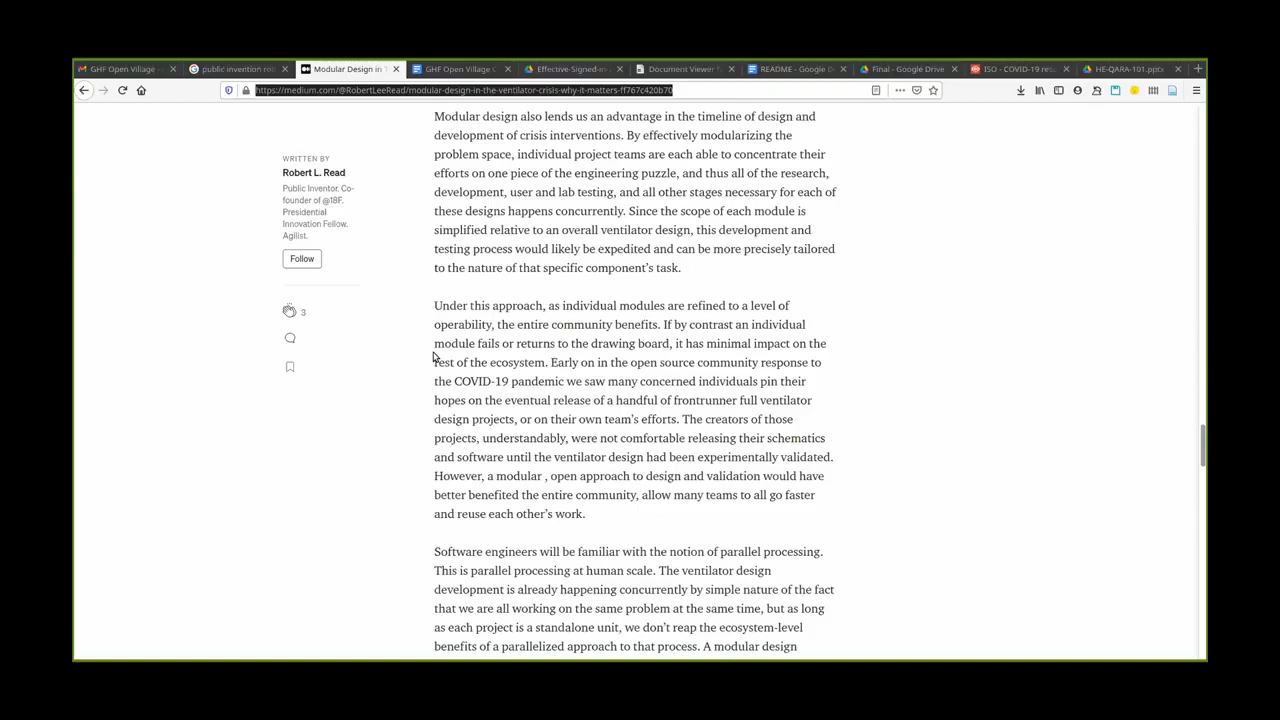 GHF Open Village
public invention ro
Modular Design in
GHF Open Village
Effective-Signed-
Document Viewer
README - Google D
Final - Google Drive
ISO - COVID-19
HE-QARA-101.pptx
https://medium.com/@RobertLeeRead/modular-design-in-the-ventilator-crisis-why-it-matters-ff767c420b70
WRITTEN BY
Robert L. Read
Public Inventor. Co-
founder of @18F.
Presidential
Innovation Fellow.
Agilist.
Follow
3
Modular design also lends us an advantage in the timeline of design and
development of crisis interventions. By effectively modularizing the
problem space, individual project teams are each able to concentrate their
efforts on one piece of the engineering puzzle, and thus all of the research,
development, user and lab testing, and all other stages necessary for each of
these designs happens concurrently. Since the scope of each module is
simplified relative to an overall ventilator design, this development and
testing process would likely be expedited and can be more precisely tailored
to the nature of that specific component’s task.
Under this approach, as individual modules are refined to a level of
operability, the entire community benefits. If by contrast an individual
module fails or returns to the drawing board, it has minimal impact on the
rest of the ecosystem. Early on in the open source community response to
the COVID-19 pandemic we saw many concerned individuals pin their
hopes on the eventual release of a handful of frontrunner full ventilator
design projects, or on their own team’s efforts. The creators of those
projects, understandably, were not comfortable releasing their schematics
and software until the ventilator design had been experimentally validated.
However, a modular , open approach to design and validation would have
better benefited the entire community, allow many teams to all go faster
and reuse each other’s work.
Software engineers will be familiar with the notion of parallel processing.
This is parallel processing at human scale. The ventilator design
development is already happening concurrently by simple nature of the fact
that we are all working on the same problem at the same time, but as long
as each project is a standalone unit, we don’t reap the ecosystem-level
benefits of a parallelized approach to that process. A modular design